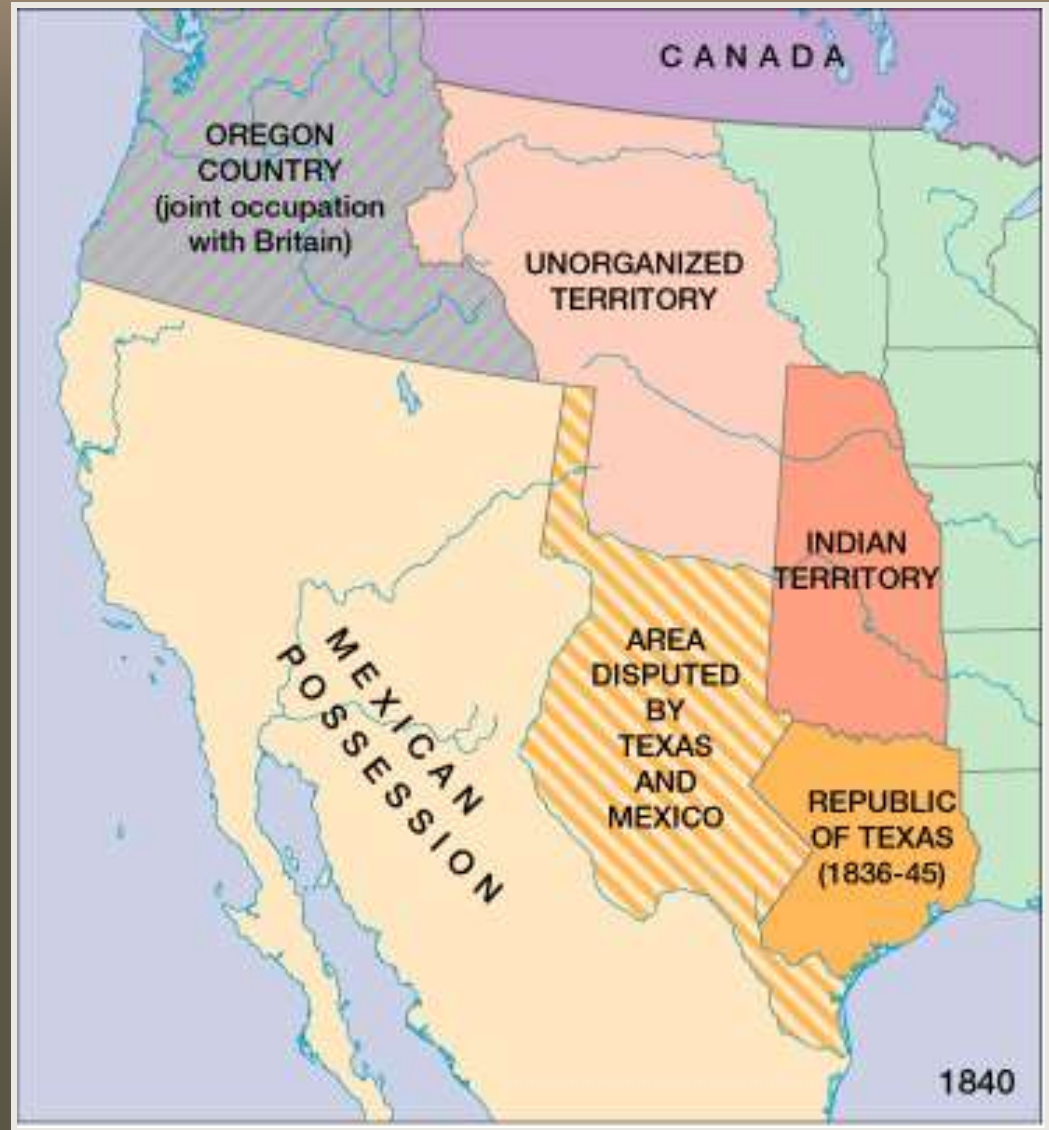 CANADA
OREGON
COUNTRY
(joint occupation
with Britain)
UNORGANIZED
TERRITORY
INDIAN
TERRITORY
MEXICAN
POSSESSION
AREA
DISPUTED
BY
TEXAS
AND
MEXICO
REPUBLIC
OF TEXAS
(1836-45)
1840